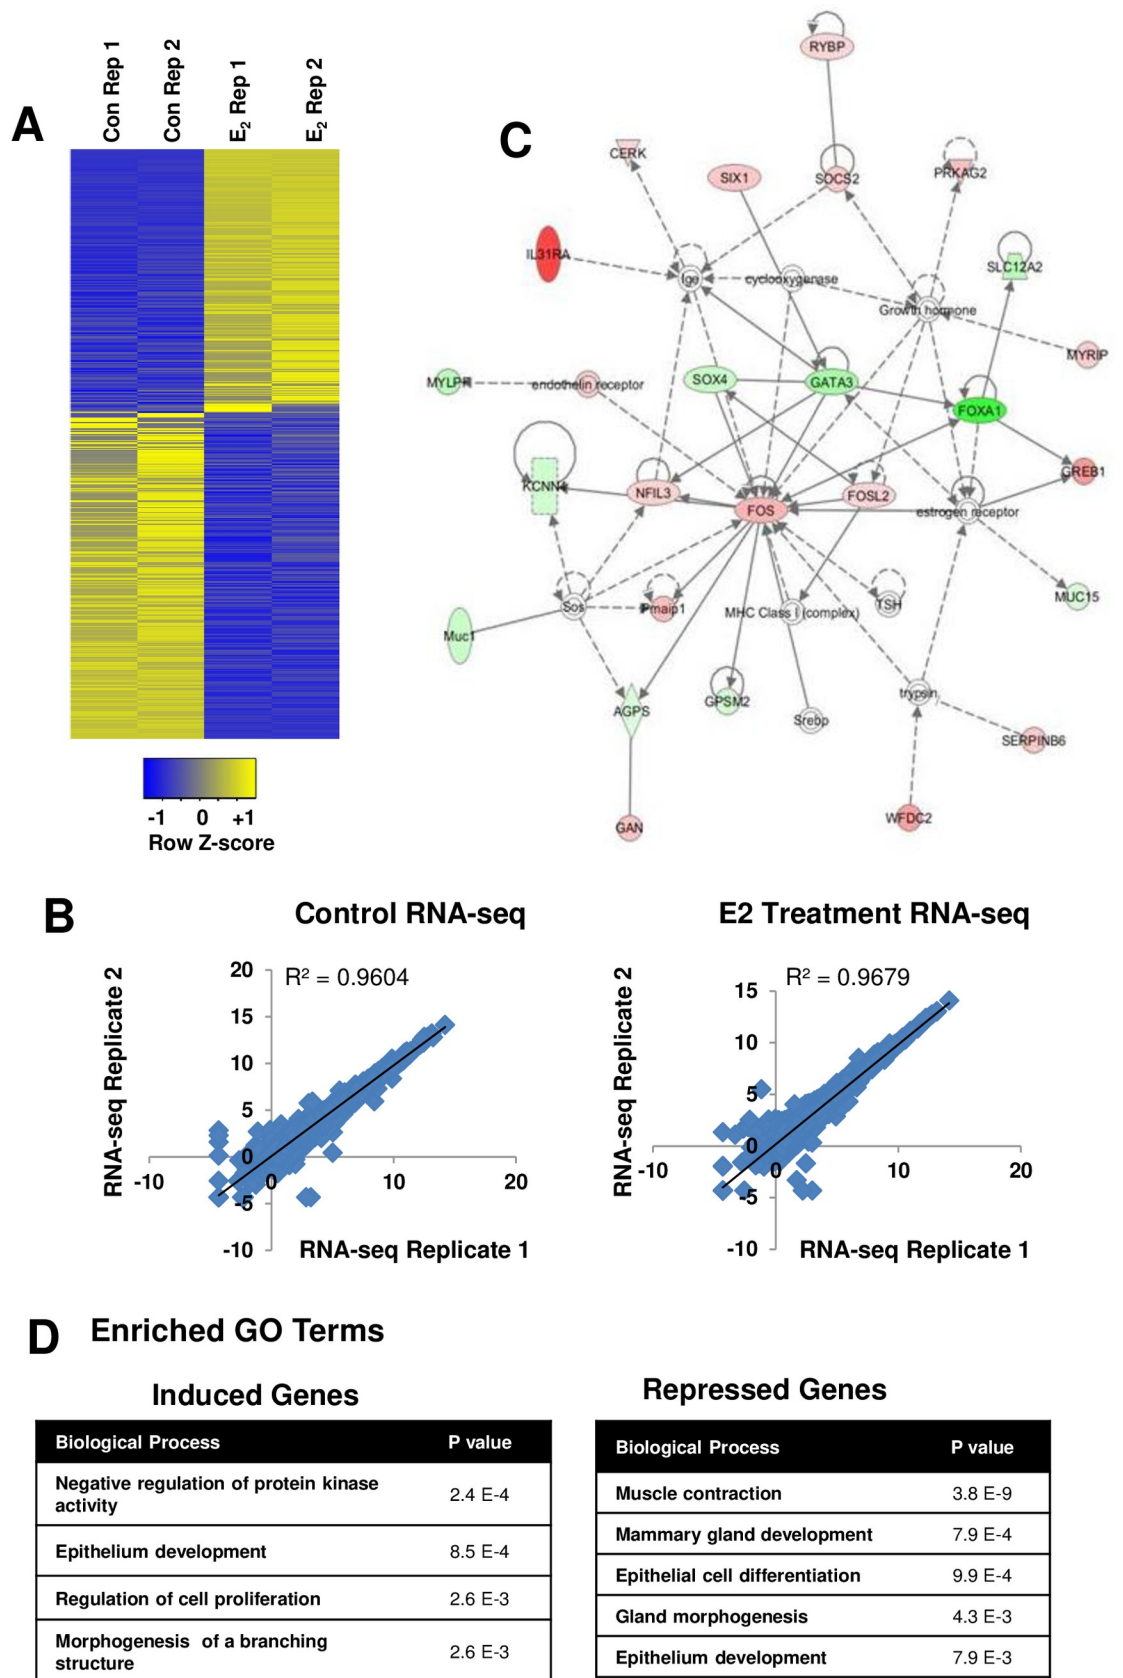 A
Con Rep 1
Con Rep 2
E₂ Rep 1
E₂ Rep 2
-1 0 +1
Row Z-score
C
RYBP
CERK
SIX1
SOCS2
PRKAG2
IL31RA
Ige
cyclooxygenase
SLC12A2
Growth hormone
MYRIP
endothelin receptor
SOX4
GATA3
FOXA1
GREB1
NFIL3
FOSL2
FOS
estrogen receptor
Sos
Pmaip1
MHC Class I (complex)
TSH
MUC15
Muc1
AGPS
GPSM2
Srebp
trypsin
SERPINB6
GAN
WFDC2
B
Control RNA-seq
R² = 0.9604
RNA-seq Replicate 2
20
15
10
5
0
-5
-10
-10 0 10 20
RNA-seq Replicate 1
E2 Treatment RNA-seq
R² = 0.9679
RNA-seq Replicate 2
15
10
5
0
-5
-10
-10 0 10 20
RNA-seq Replicate 1
D Enriched GO Terms
Induced Genes
Biological Process P value
Negative regulation of protein kinase
activity 2.4 E-4
Epithelium development 8.5 E-4
Regulation of cell proliferation 2.6 E-3
Morphogenesis of a branching
structure 2.6 E-3
Repressed Genes
Biological Process P value
Muscle contraction 3.8 E-9
Mammary gland development 7.9 E-4
Epithelial cell differentiation 9.9 E-4
Gland morphogenesis 4.3 E-3
Epithelium development 7.9 E-3